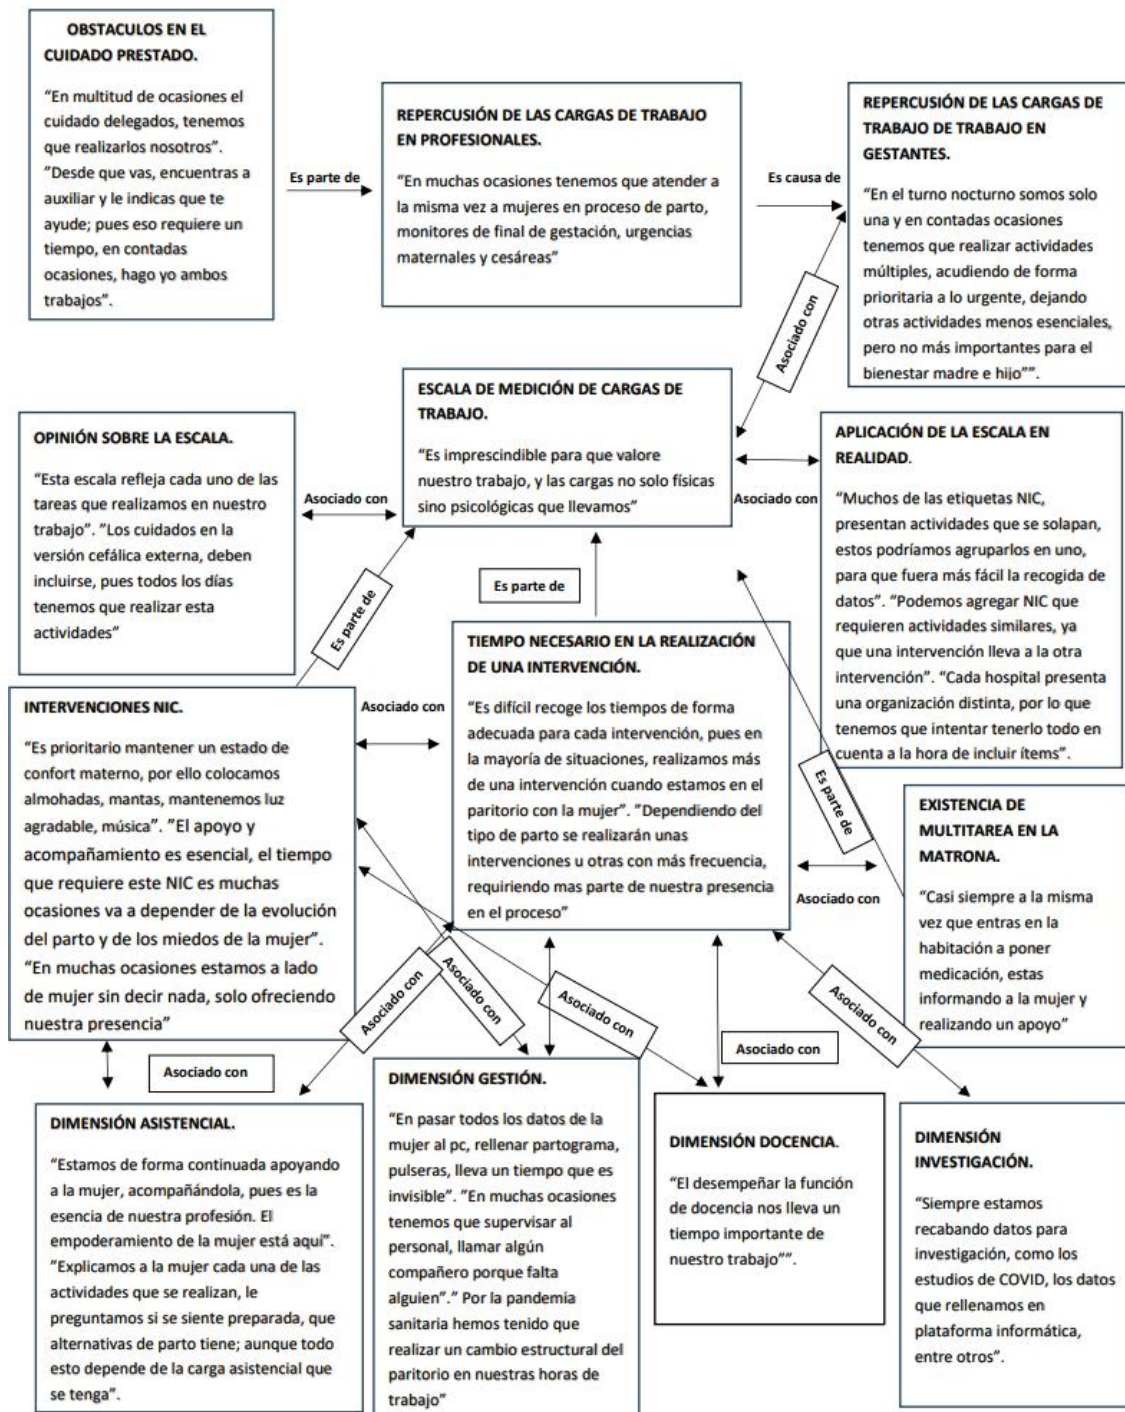 OBSTACULOS EN EL
CUIDADO PRESTADO.
“En multitud de ocasiones el
cuidado delegados, tenemos
que realizarlos nosotros”.
”Desde que vas, encuentras a
auxiliar y le indicas que te
ayude; pues eso requiere un
tiempo, en contadas
ocasiones, hago yo ambos
trabajos”.
Es parte de
REPERCUSIÓN DE LAS CARGAS DE TRABAJO
EN PROFESIONALES.
“En muchas ocasiones tenemos que atender a
la misma vez a mujeres en proceso de parto,
monitores de final de gestación, urgencias
maternales y cesáreas”
Es causa de
REPERCUSIÓN DE LAS CARGAS DE
TRABAJO DE TRABAJO EN
GESTANTES.
“En el turno nocturno somos solo
una y en contadas ocasiones
tenemos que realizar actividades
múltiples, acudiendo de forma
prioritaria a lo urgente, dejando
otras actividades menos esenciales,
pero no más importantes para el
bienestar madre e hijo””.
Asociado con
ESCALA DE MEDICIÓN DE CARGAS DE
TRABAJO.
“Es imprescindible para que valore
nuestro trabajo, y las cargas no solo físicas
sino psicológicas que llevamos”
OPINIÓN SOBRE LA ESCALA.
“Esta escala refleja cada uno de las
tareas que realizamos en nuestro
trabajo”. ”Los cuidados en la
versión cefálica externa, deben
incluirse, pues todos los días
tenemos que realizar esta
actividades”
Asociado con
Asociado con
APLICACIÓN DE LA ESCALA EN
REALIDAD.
“Muchos de las etiquetas NIC,
presentan actividades que se solapan,
estos podríamos agruparlos en uno,
para que fuera más fácil la recogida de
datos”. “Podemos agregar NIC que
requieren actividades similares, ya
que una intervención lleva a la otra
intervención”. “Cada hospital presenta
una organización distinta, por lo que
tenemos que intentar tenerlo todo en
cuenta a la hora de incluir ítems”.
Es parte de
Es parte de
Es parte de
INTERVENCIONES NIC.
“Es prioritario mantener un estado de
confort materno, por ello colocamos
almohadas, mantas, mantenemos luz
agradable, música”. ”El apoyo y
acompañamiento es esencial, el tiempo
que requiere este NIC es muchas
ocasiones va a depender de la evolución
del parto y de los miedos de la mujer”.
“En muchas ocasiones estamos a lado
de mujer sin decir nada, solo ofreciendo
nuestra presencia”
Asociado con
TIEMPO NECESARIO EN LA REALIZACIÓN
DE UNA INTERVENCIÓN.
“Es difícil recoge los tiempos de forma
adecuada para cada intervención, pues en
la mayoría de situaciones, realizamos más
de una intervención cuando estamos en el
paritorio con la mujer”. ”Dependiendo del
tipo de parto se realizarán unas
intervenciones u otras con más frecuencia,
requiriendo mas parte de nuestra presencia
en el proceso”
Asociado con
EXISTENCIA DE
MULTITAREA EN LA
MATRONA.
“Casi siempre a la misma
vez que entras en la
habitación a poner
medicación, estas
informando a la mujer y
realizando un apoyo”
Asociado con
Asociado con
Asociado con
Asociado con
Asociado con
Asociado con
DIMENSIÓN ASISTENCIAL.
“Estamos de forma continuada apoyando
a la mujer, acompañándola, pues es la
esencia de nuestra profesión. El
empoderamiento de la mujer está aquí”.
”Explicamos a la mujer cada una de las
actividades que se realizan, le
preguntamos si se siente preparada, que
alternativas de parto tiene; aunque todo
esto depende de la carga asistencial que
se tenga”.
DIMENSIÓN GESTIÓN.
“En pasar todos los datos de la
mujer al pc, rellenar partograma,
pulseras, lleva un tiempo que es
invisible”. ”En muchas ocasiones
tenemos que supervisar al
personal, llamar algún
compañero porque falta
alguien”.” Por la pandemia
sanitaria hemos tenido que
realizar un cambio estructural del
paritorio en nuestras horas de
trabajo”
DIMENSIÓN DOCENCIA.
“El desempeñar la función
de docencia nos lleva un
tiempo importante de
nuestro trabajo””.
DIMENSIÓN
INVESTIGACIÓN.
“Siempre estamos
recabando datos para
investigación, como los
estudios de COVID, los datos
que rellenamos en
plataforma informática,
entre otros”.